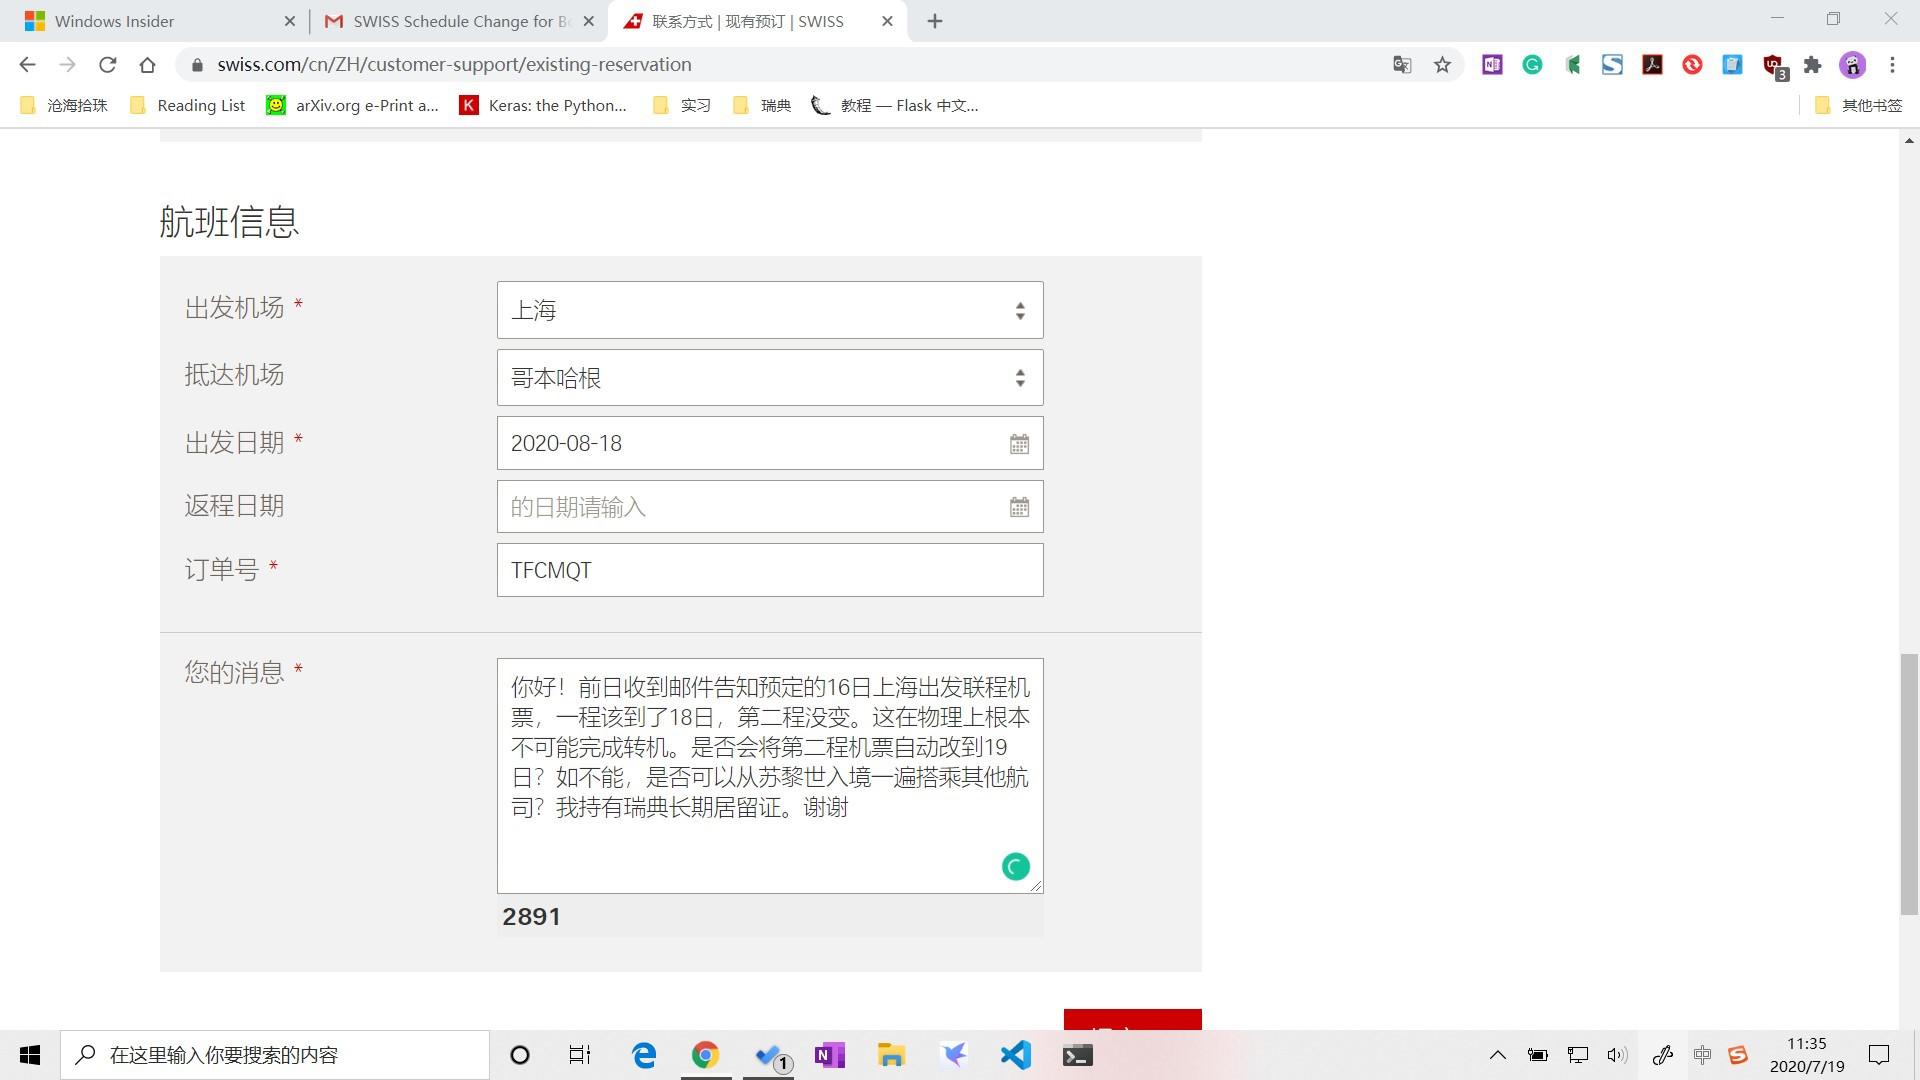 Windows Insider
SWISS Schedule Change for Bo
联系方式 | 现有预订 | SWISS
swiss.com/cn/ZH/customer-support/existing-reservation
3
沧海拾珠
Reading List
arXiv.org e-Print a...
Keras: the Python...
实习
瑞典
教程 — Flask 中文...
其他书签
航班信息
出发机场 *
上海
抵达机场
哥本哈根
出发日期 *
2020-08-18
返程日期
的日期请输入
订单号 *
TFCMQT
您的消息 *
你好！前日收到邮件告知预定的16日上海出发联程机
票，一程该到了18日，第二程没变。这在物理上根本
不可能完成转机。是否会将第二程机票自动改到19
日？如不能，是否可以从苏黎世入境一遍搭乘其他航
司？我持有瑞典长期居留证。谢谢
2891
在这里输入你要搜索的内容
1
中
11:35
2020/7/19